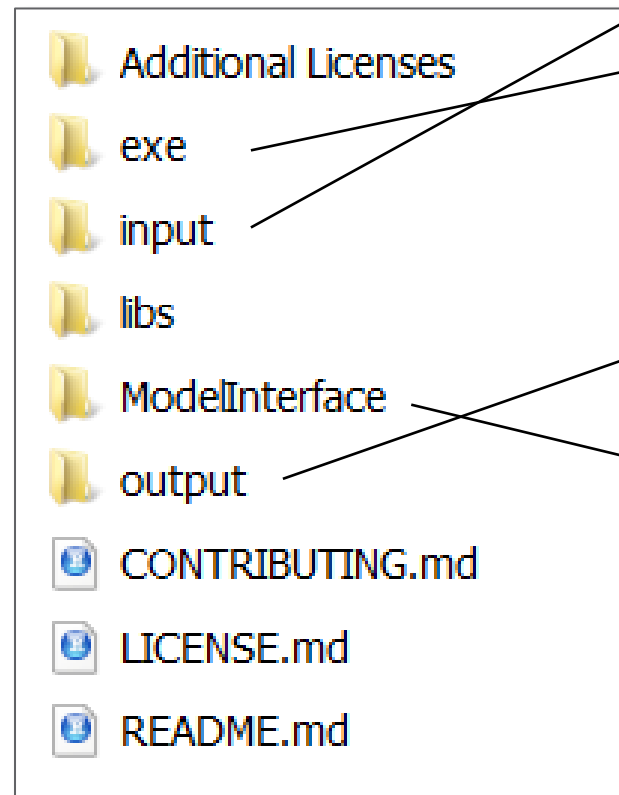 Additional Licenses
exe
input
libs
ModelInterface
output
CONTRIBUTING.md
LICENSE.md
README.md